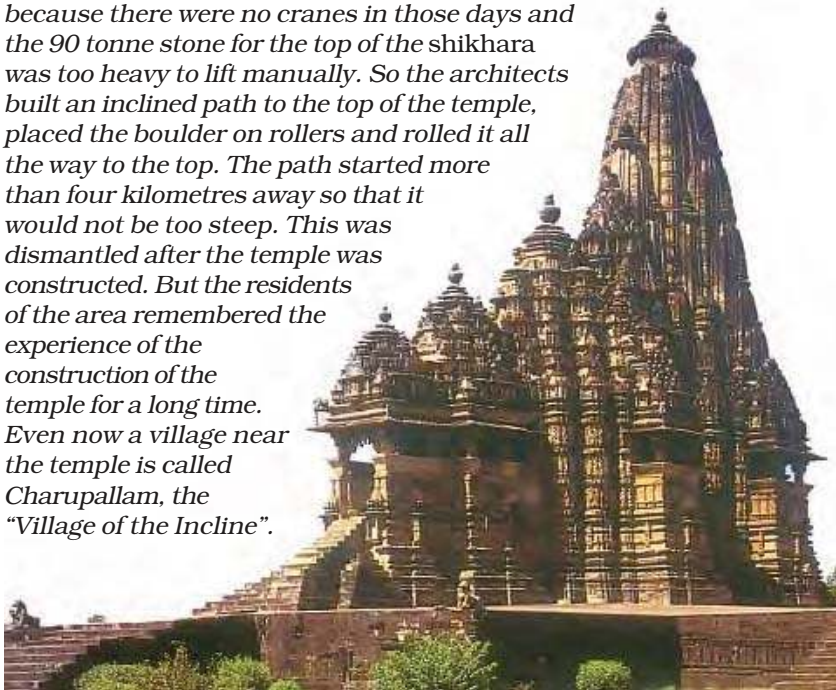 because there were no cranes in those days and
the 90 tonne stone for the top of the shikhara
was too heavy to lift manually. So the architects
built an inclined path to the top of the temple,
placed the boulder on rollers and rolled it all
the way to the top. The path started more
than four kilometres away so that it
would not be too steep. This was
dismantled after the temple was
constructed. But the residents
of the area remembered the
experience of the
construction of the
temple for a long time.
Even now a village near
the temple is called
Charupallam, the
“Village of the Incline”.